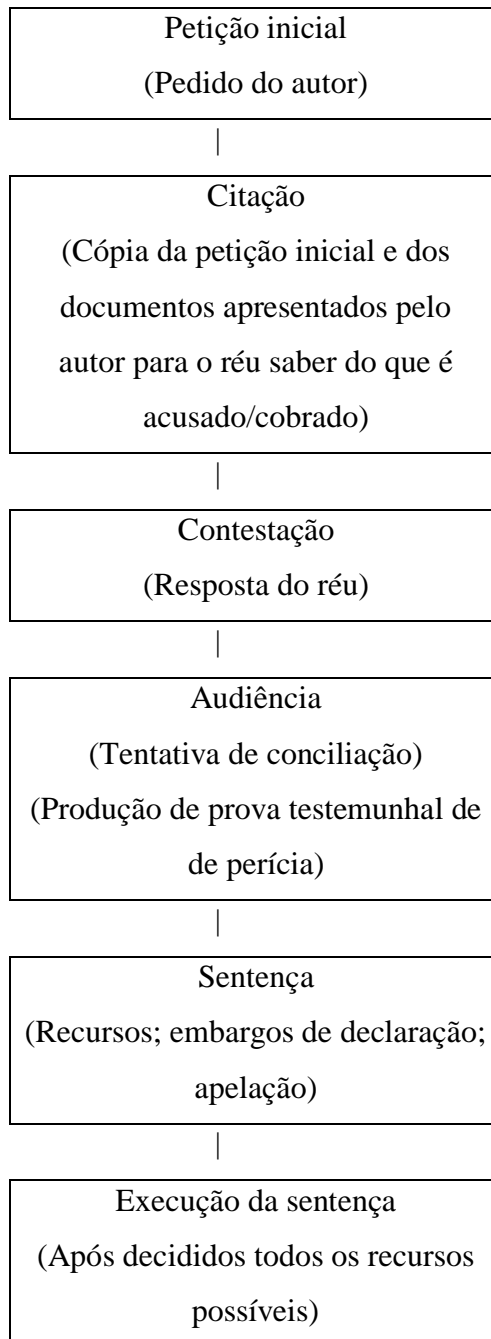 Petição inicial
(Pedido do autor)
Citação
(Cópia da petição inicial e dos
documentos apresentados pelo
autor para o réu saber do que é
acusado/cobrado)
Contestação
(Resposta do réu)
Audiência
(Tentativa de conciliação)
(Produção de prova testemunhal de
de perícia)
Sentença
(Recursos; embargos de declaração;
apelação)
Execução da sentença
(Após decididos todos os recursos
possíveis)